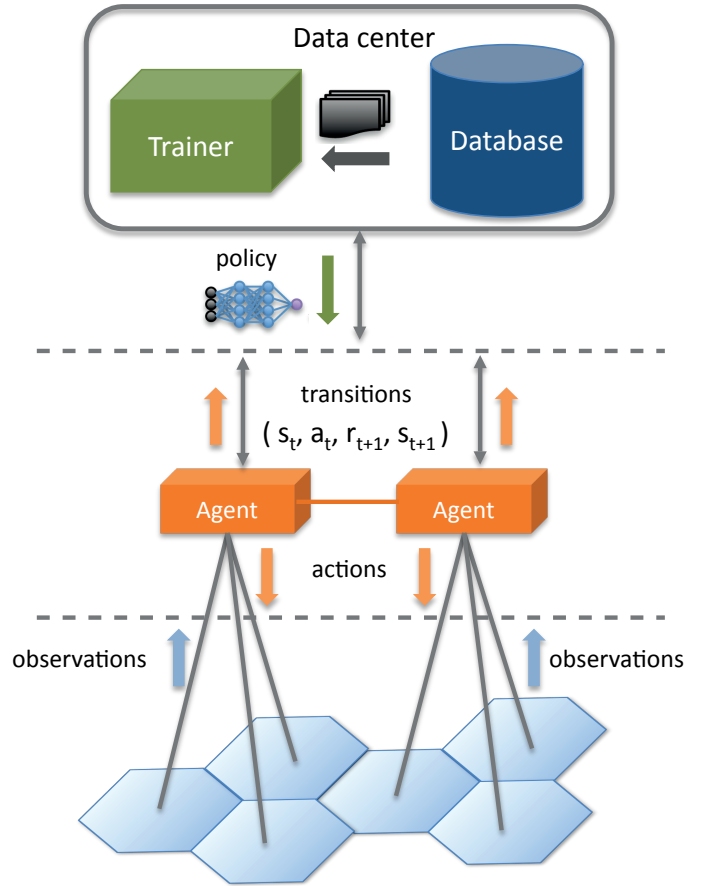 Data center
Trainer
Database
policy
transitions
( sₜ, aₜ, rₜ₊₁, sₜ₊₁ )
Agent
Agent
actions
observations
observations